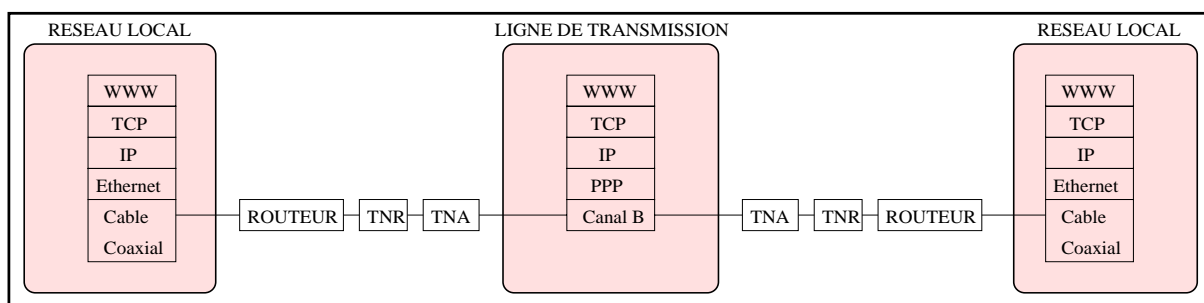 RESEAU LOCAL
LIGNE DE TRANSMISSION
RESEAU LOCAL
WWW
TCP
IP
Ethernet
Cable
Coaxial
ROUTEUR
TNR
TNA
WWW
TCP
IP
PPP
Canal B
TNA
TNR
ROUTEUR
WWW
TCP
IP
Ethernet
Cable
Coaxial